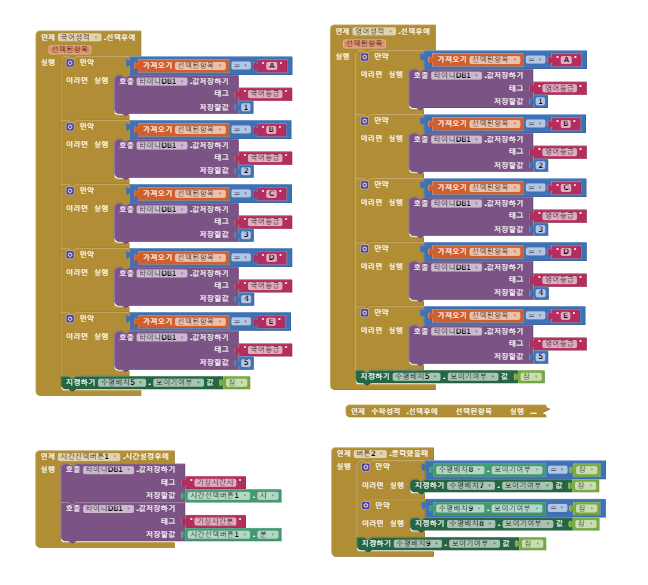 언제 국어성적 .선택후에
선택된항목
실행 만약 가져오기 선택된항목 = "A"
이라면 실행 호출 타이니DB1 .값저장하기
태그 "국어등급"
저장할값 1
만약 가져오기 선택된항목 = "B"
이라면 실행 호출 타이니DB1 .값저장하기
태그 "국어등급"
저장할값 2
만약 가져오기 선택된항목 = "C"
이라면 실행 호출 타이니DB1 .값저장하기
태그 "국어등급"
저장할값 3
만약 가져오기 선택된항목 = "D"
이라면 실행 호출 타이니DB1 .값저장하기
태그 "국어등급"
저장할값 4
만약 가져오기 선택된항목 = "E"
이라면 실행 호출 타이니DB1 .값저장하기
태그 "국어등급"
저장할값 5
지정하기 수평배치5 . 보이기여부 값 참
언제 영어성적 .선택후에
선택된항목
실행 만약 가져오기 선택된항목 = "A"
이라면 실행 호출 타이니DB1 .값저장하기
태그 "영어등급"
저장할값 1
만약 가져오기 선택된항목 = "B"
이라면 실행 호출 타이니DB1 .값저장하기
태그 "영어등급"
저장할값 2
만약 가져오기 선택된항목 = "C"
이라면 실행 호출 타이니DB1 .값저장하기
태그 "영어등급"
저장할값 3
만약 가져오기 선택된항목 = "D"
이라면 실행 호출 타이니DB1 .값저장하기
태그 "영어등급"
저장할값 4
만약 가져오기 선택된항목 = "E"
이라면 실행 호출 타이니DB1 .값저장하기
태그 "영어등급"
저장할값 5
지정하기 수평배치5 . 보이기여부 값 참
언제 수학성적 .선택후에 선택된항목 실행 ...
언제 시간선택버튼1 .시간설정후에
실행 호출 타이니DB1 .값저장하기
태그 "기상시간시"
저장할값 시간선택버튼1 . 시
호출 타이니DB1 .값저장하기
태그 "기상시간분"
저장할값 시간선택버튼1 . 분
언제 버튼2 .클릭했을때
실행 만약 수평배치8 . 보이기여부 = 참
이라면 실행 지정하기 수평배치7 . 보이기여부 값 참
만약 수평배치9 . 보이기여부 = 참
이라면 실행 지정하기 수평배치8 . 보이기여부 값 참
지정하기 수평배치9 . 보이기여부 값 참